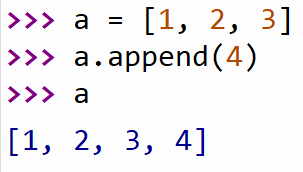 >>> a = [1, 2, 3]
>>> a.append(4)
>>> a
[1, 2, 3, 4]